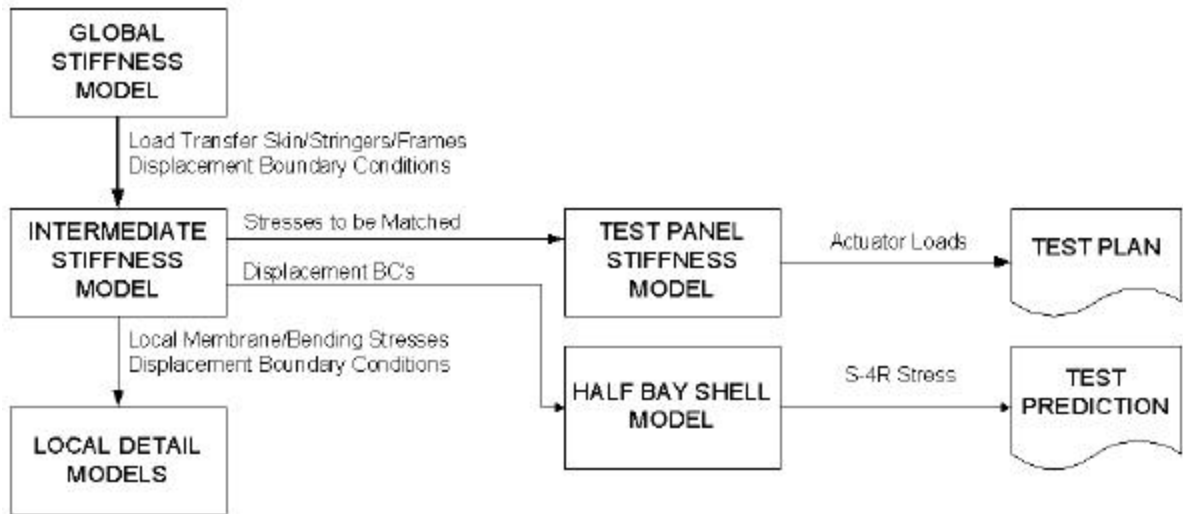 GLOBAL
STIFFNESS
MODEL
Load Transfer Skin/Stringers/Frames
Displacement Boundary Conditions
INTERMEDIATE
STIFFNESS
MODEL
Stresses to be Matched
Displacement BC's
TEST PANEL
STIFFNESS
MODEL
Actuator Loads
TEST PLAN
Local Membrane/Bending Stresses
Displacement Boundary Conditions
HALF BAY SHELL
MODEL
S-4R Stress
TEST
PREDICTION
LOCAL DETAIL
MODELS